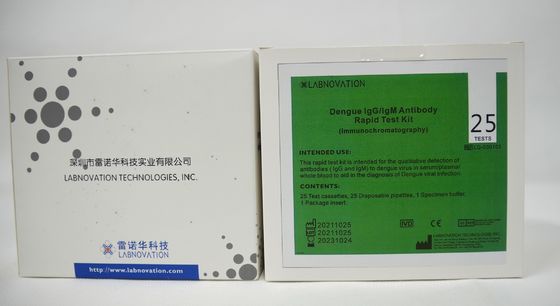 深圳市雷诺华科技实业有限公司
LABNOVATION TECHNOLOGIES, INC.
雷诺华科技
LABNOVATION
http://www.labnovation.com
LABNOVATION
Dengue IgG/IgM Antibody
Rapid Test Kit
(Immunochromatography)
25
TESTS
INTENDED USE:
This rapid test kit is intended for the qualitative detection of
antibodies ( IgG and IgM) to dengue virus in serum/plasma/
whole blood to aid in the diagnosis of Dengue viral infection.
CONTENTS:
25 Test cassettes, 25 Disposable pipettes, 1 Specimen buffer,
1 Package insert.
20211025
20211025
20231024
IVD
LABNOVATION TECHNOLOGIES, INC.